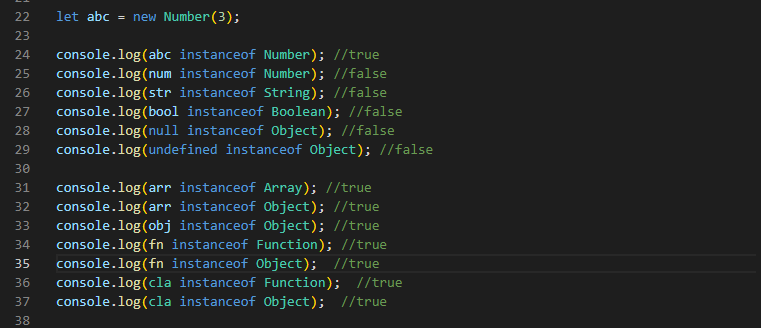 21
22 let abc = new Number(3);
23
24 console.log(abc instanceof Number); //true
25 console.log(num instanceof Number); //false
26 console.log(str instanceof String); //false
27 console.log(bool instanceof Boolean); //false
28 console.log(null instanceof Object); //false
29 console.log(undefined instanceof Object); //false
30
31 console.log(arr instanceof Array); //true
32 console.log(arr instanceof Object); //true
33 console.log(obj instanceof Object); //true
34 console.log(fn instanceof Function); //true
35 console.log(fn instanceof Object);  //true
36 console.log(cla instanceof Function);  //true
37 console.log(cla instanceof Object);  //true
38